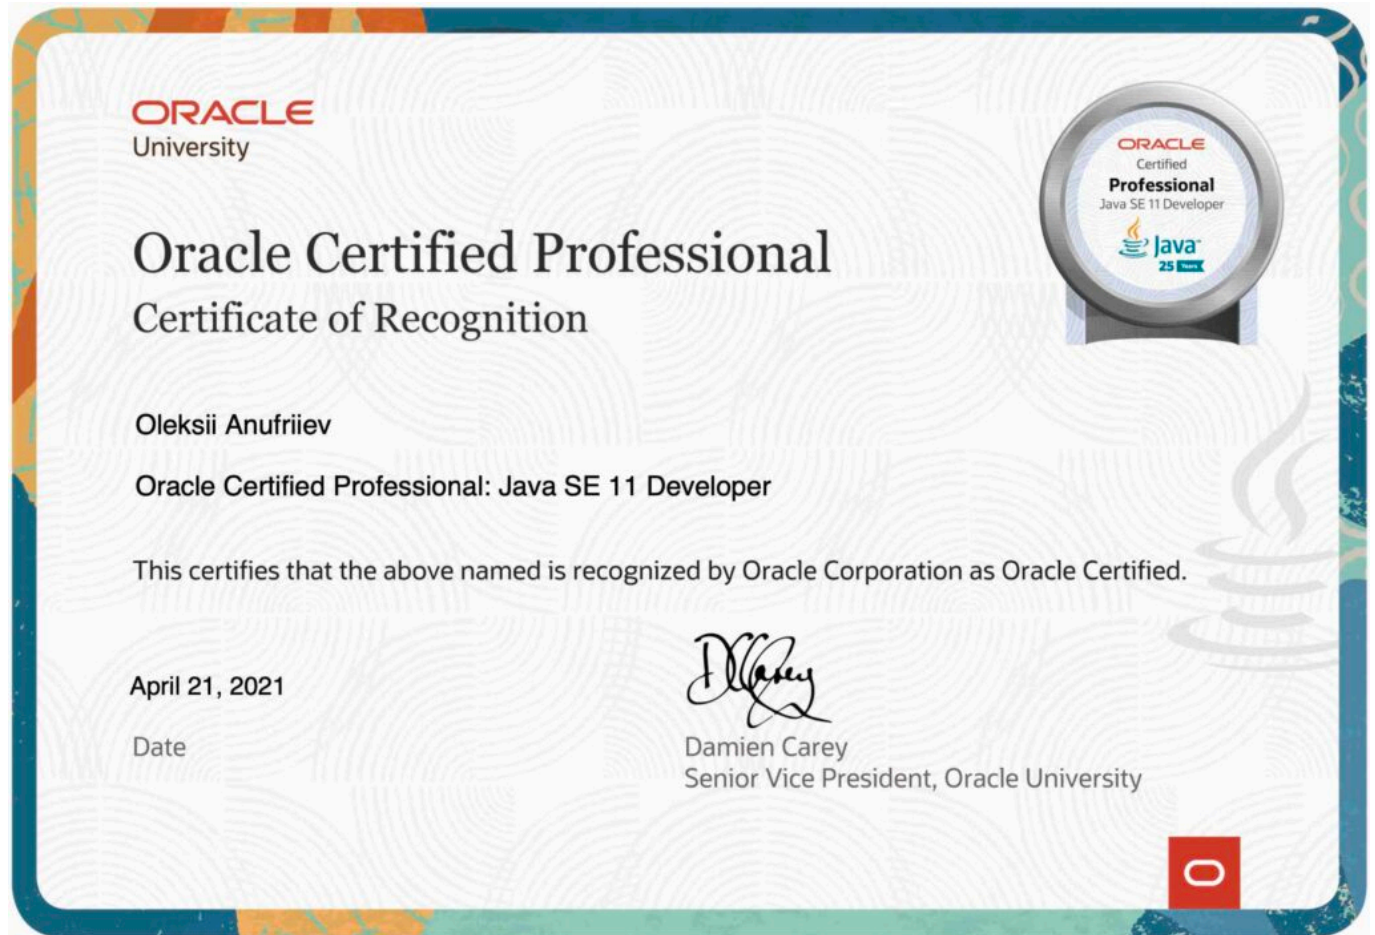 ORACLE
University
ORACLE
Certified
Professional
Java SE 11 Developer
Java
25 Years
Oracle Certified Professional
Certificate of Recognition
Oleksii Anufriiev
Oracle Certified Professional: Java SE 11 Developer
This certifies that the above named is recognized by Oracle Corporation as Oracle Certified.
April 21, 2021
Date
DCCarey
Damien Carey
Senior Vice President, Oracle University